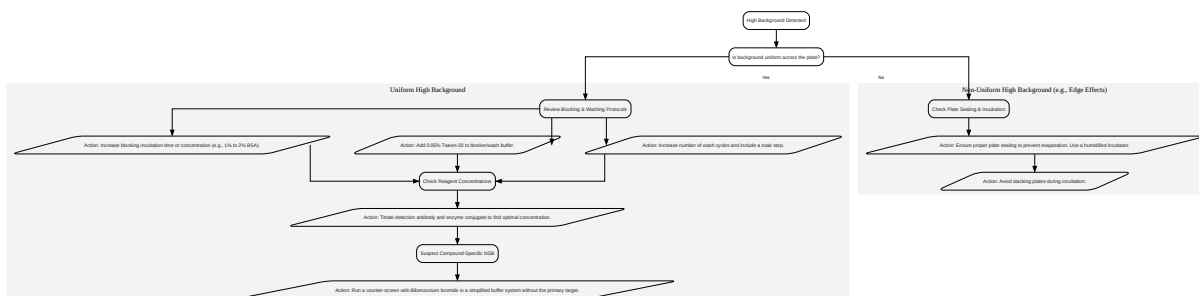 High Background Detected
Is background uniform across the plate?
Yes
No
Uniform High Background
Non-Uniform High Background (e.g., Edge Effects)
Review Blocking & Washing Protocols
Check Plate Sealing & Incubation
Action: Increase blocking incubation time or concentration (e.g., 1% to 2% BSA).
Action: Add 0.05% Tween-20 to blocker/wash buffer.
Action: Increase number of wash cycles and include a soak step.
Action: Ensure proper plate sealing to prevent evaporation. Use a humidified incubator.
Check Reagent Concentrations
Action: Avoid stacking plates during incubation.
Action: Titrate detection antibody and enzyme conjugate to find optimal concentration.
Suspect Compound-Specific NSB
Action: Run a counter-screen with Bibenzonium bromide in a simplified buffer system without the primary target.